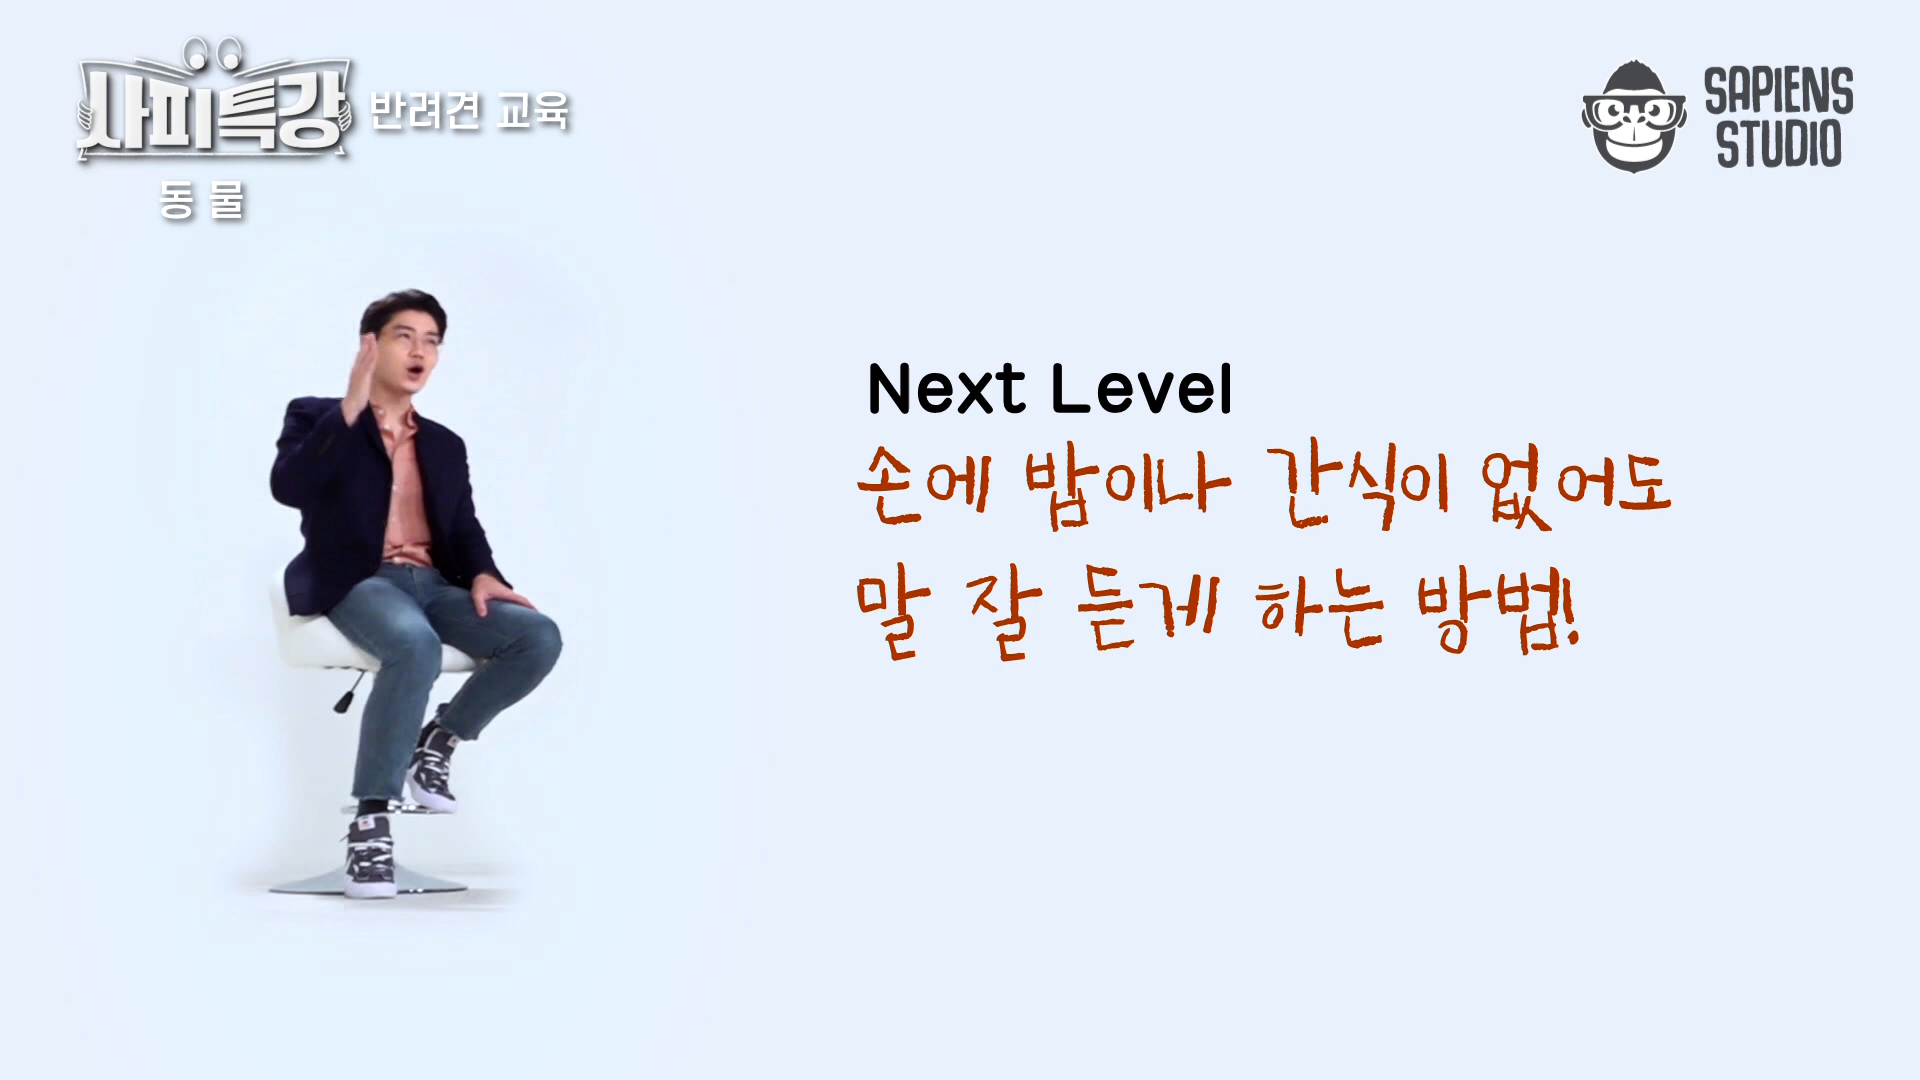 사피특강 반려견 교육
동물
SAPIENS
STUDIO
Next Level
손에 밥이나 간식이 없어도
말 잘 듣게 하는 방법!